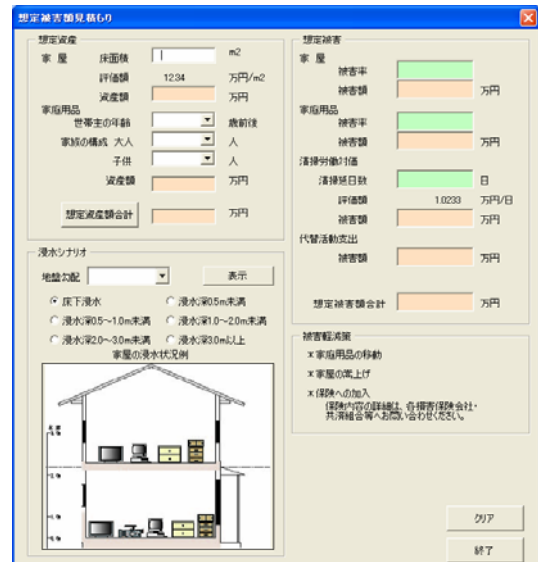 想定被害額見積もり
想定資産
家 屋 床面積 m2
評価額 12.34 万円/m2
資産額 万円
家庭用品
世帯主の年齢 歳前後
家族の構成 大人 人
子供 人
資産額 万円
想定資産額合計 万円
浸水シナリオ
地盤勾配 表示
床下浸水 浸水深0.5m未満
浸水深0.5~1.0m未満 浸水深1.0~2.0m未満
浸水深2.0~3.0m未満 浸水深3.0m以上
家屋の浸水状況例
想定被害
家 屋
被害率
被害額 万円
家庭用品
被害率
被害額 万円
清掃労働対価
清掃延日数 日
評価額 1.0233 万円/日
被害額 万円
代替活動支出
被害額 万円
想定被害額合計 万円
被害軽減策
×家庭用品の移動
×家屋の嵩上げ
×保険への加入
保険内容の詳細は、各損害保険会社・
共済組合等へお問い合わせください。
クリア
終了